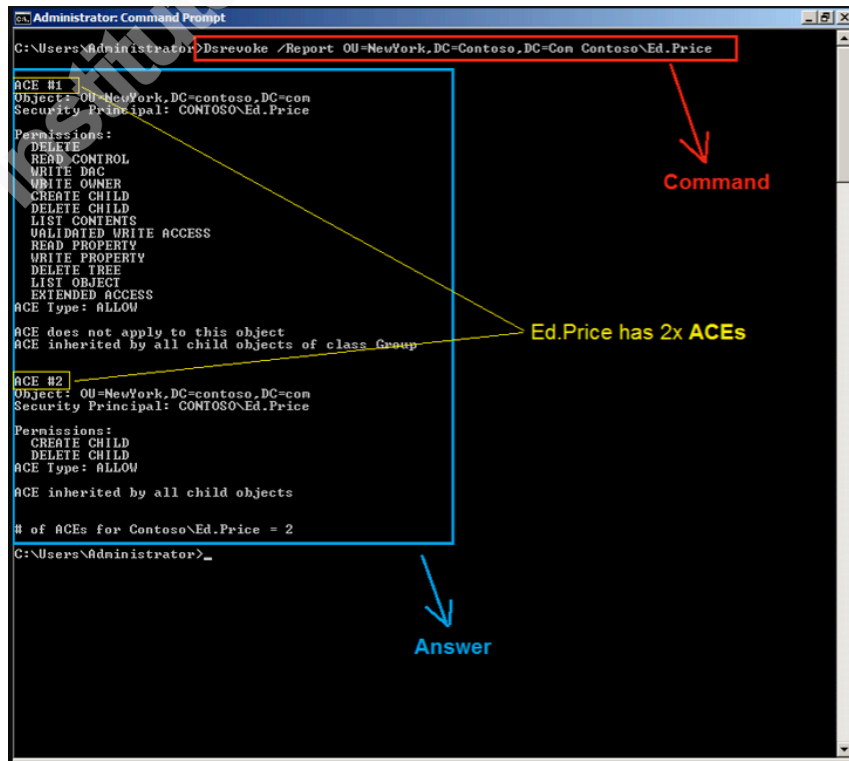 Administrator: Command Prompt
C:\Users\Administrator>Dsrevoke /Report OU=NewYork,DC=Contoso,DC=Com Contoso\Ed.Price
ACE #1
Object: OU=NewYork,DC=contoso,DC=com
Security Principal: CONTOSO\Ed.Price
Permissions:
DELETE
READ CONTROL
WRITE DAC
WRITE OWNER
CREATE CHILD
DELETE CHILD
LIST CONTENTS
VALIDATED WRITE ACCESS
READ PROPERTY
WRITE PROPERTY
DELETE TREE
LIST OBJECT
EXTENDED ACCESS
ACE Type: ALLOW
ACE does not apply to this object
ACE inherited by all child objects of class Group
ACE #2
Object: OU=NewYork,DC=contoso,DC=com
Security Principal: CONTOSO\Ed.Price
Permissions:
CREATE CHILD
DELETE CHILD
ACE Type: ALLOW
ACE inherited by all child objects
# of ACEs for Contoso\Ed.Price = 2
C:\Users\Administrator>_
Command
Ed.Price has 2x ACEs
Answer